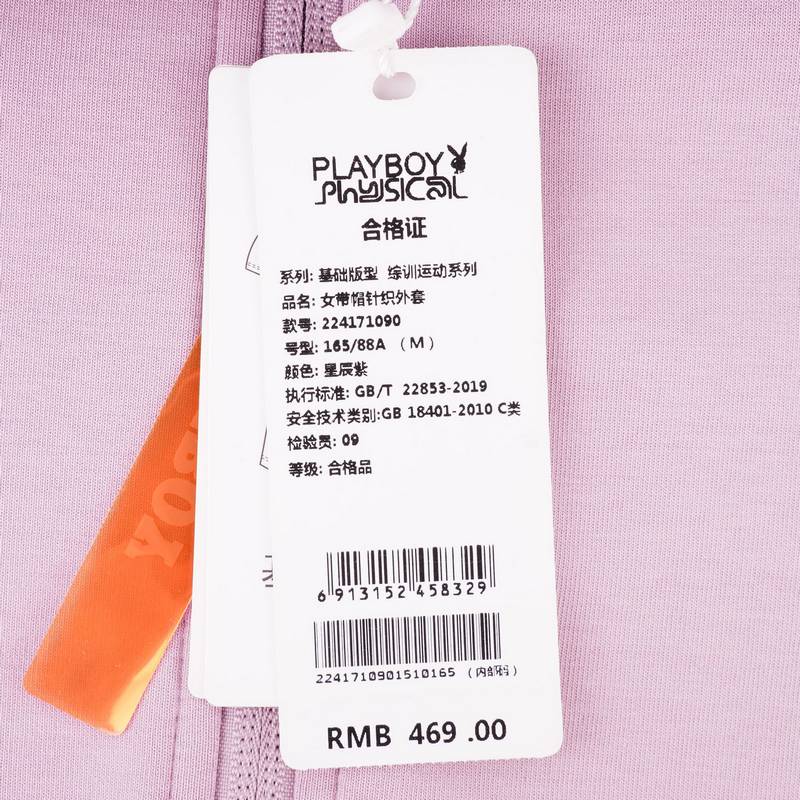 PLAYBOY
PhYSICAL
合格证
系列: 基础版型 综训运动系列
品名: 女带帽针织外套
款号: 224171090
号型: 165/88A （M）
颜色: 星辰紫
执行标准: GB/T 22853-2019
安全技术类别:GB 18401-2010 C类
检验员: 09
等级: 合格品
6 913152 458329
2241710901510165 （内部码）
RMB 469 .00